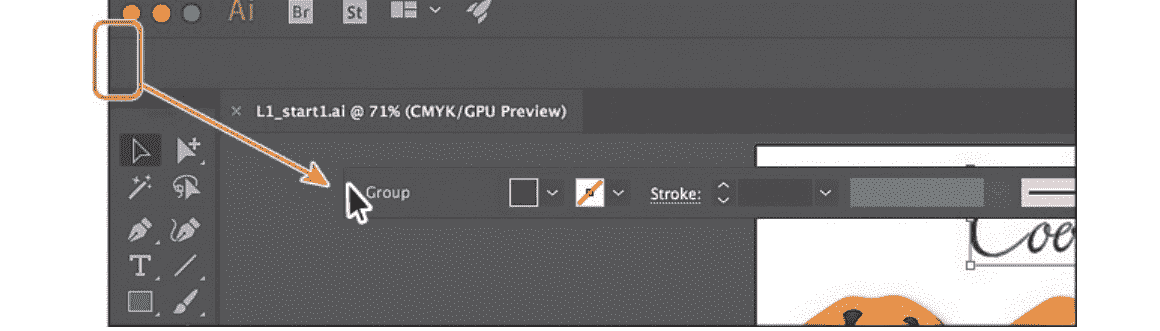 Ai Br St
× L1_start1.ai @ 71% (CMYK/GPU Preview)
Group Stroke:
T